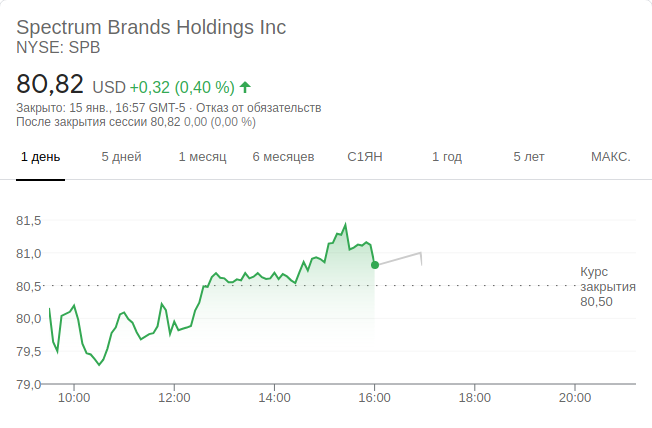 Spectrum Brands Holdings Inc
NYSE: SPB
80,82 USD +0,32 (0,40 %)
Закрыто: 15 янв., 16:57 GMT-5 · Отказ от обязательств
После закрытия сессии 80,82 0,00 (0,00 %)
1 день 5 дней 1 месяц 6 месяцев С1ЯН 1 год 5 лет МАКС.
81,5
81,0
80,5
80,0
79,5
79,0
Курс
закрытия
80,50
10:00 12:00 14:00 16:00 18:00 20:00